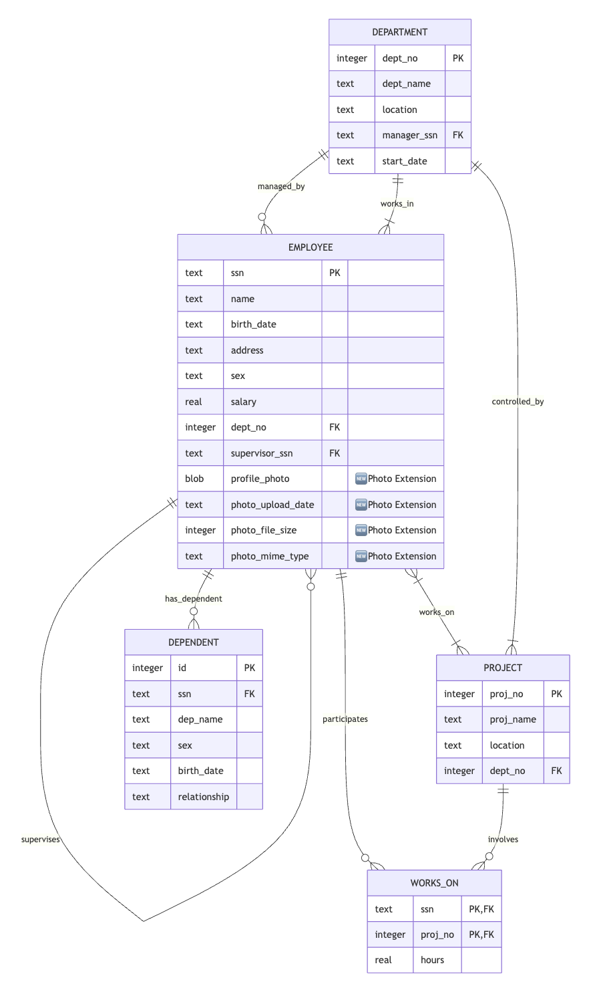 DEPARTMENT
integer dept_no PK
text dept_name
text location
text manager_ssn FK
text start_date
managed_by
works_in
EMPLOYEE
text ssn PK
text name
text birth_date
text address
text sex
real salary
integer dept_no FK
text supervisor_ssn FK
blob profile_photo 🆕Photo Extension
text photo_upload_date 🆕Photo Extension
integer photo_file_size 🆕Photo Extension
text photo_mime_type 🆕Photo Extension
controlled_by
has_dependent
works_on
DEPENDENT
integer id PK
text ssn FK
text dep_name
text sex
text birth_date
text relationship
participates
PROJECT
integer proj_no PK
text proj_name
text location
integer dept_no FK
supervises
involves
WORKS_ON
text ssn PK,FK
integer proj_no PK,FK
real hours